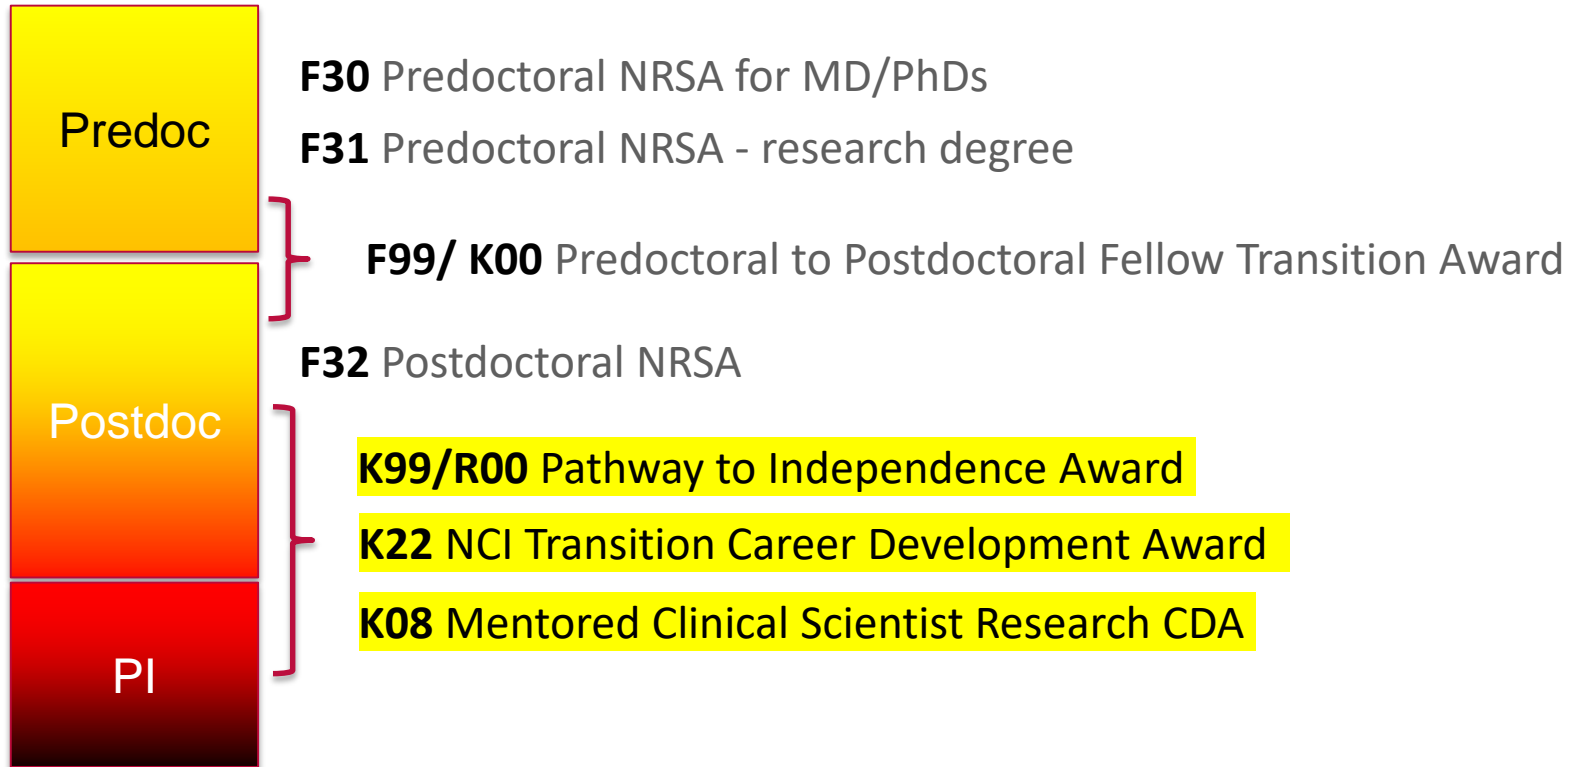 Predoc
F30 Predoctoral NRSA for MD/PhDs
F31 Predoctoral NRSA - research degree
F99/ K00 Predoctoral to Postdoctoral Fellow Transition Award
F32 Postdoctoral NRSA
Postdoc
K99/R00 Pathway to Independence Award
K22 NCI Transition Career Development Award
K08 Mentored Clinical Scientist Research CDA
PI